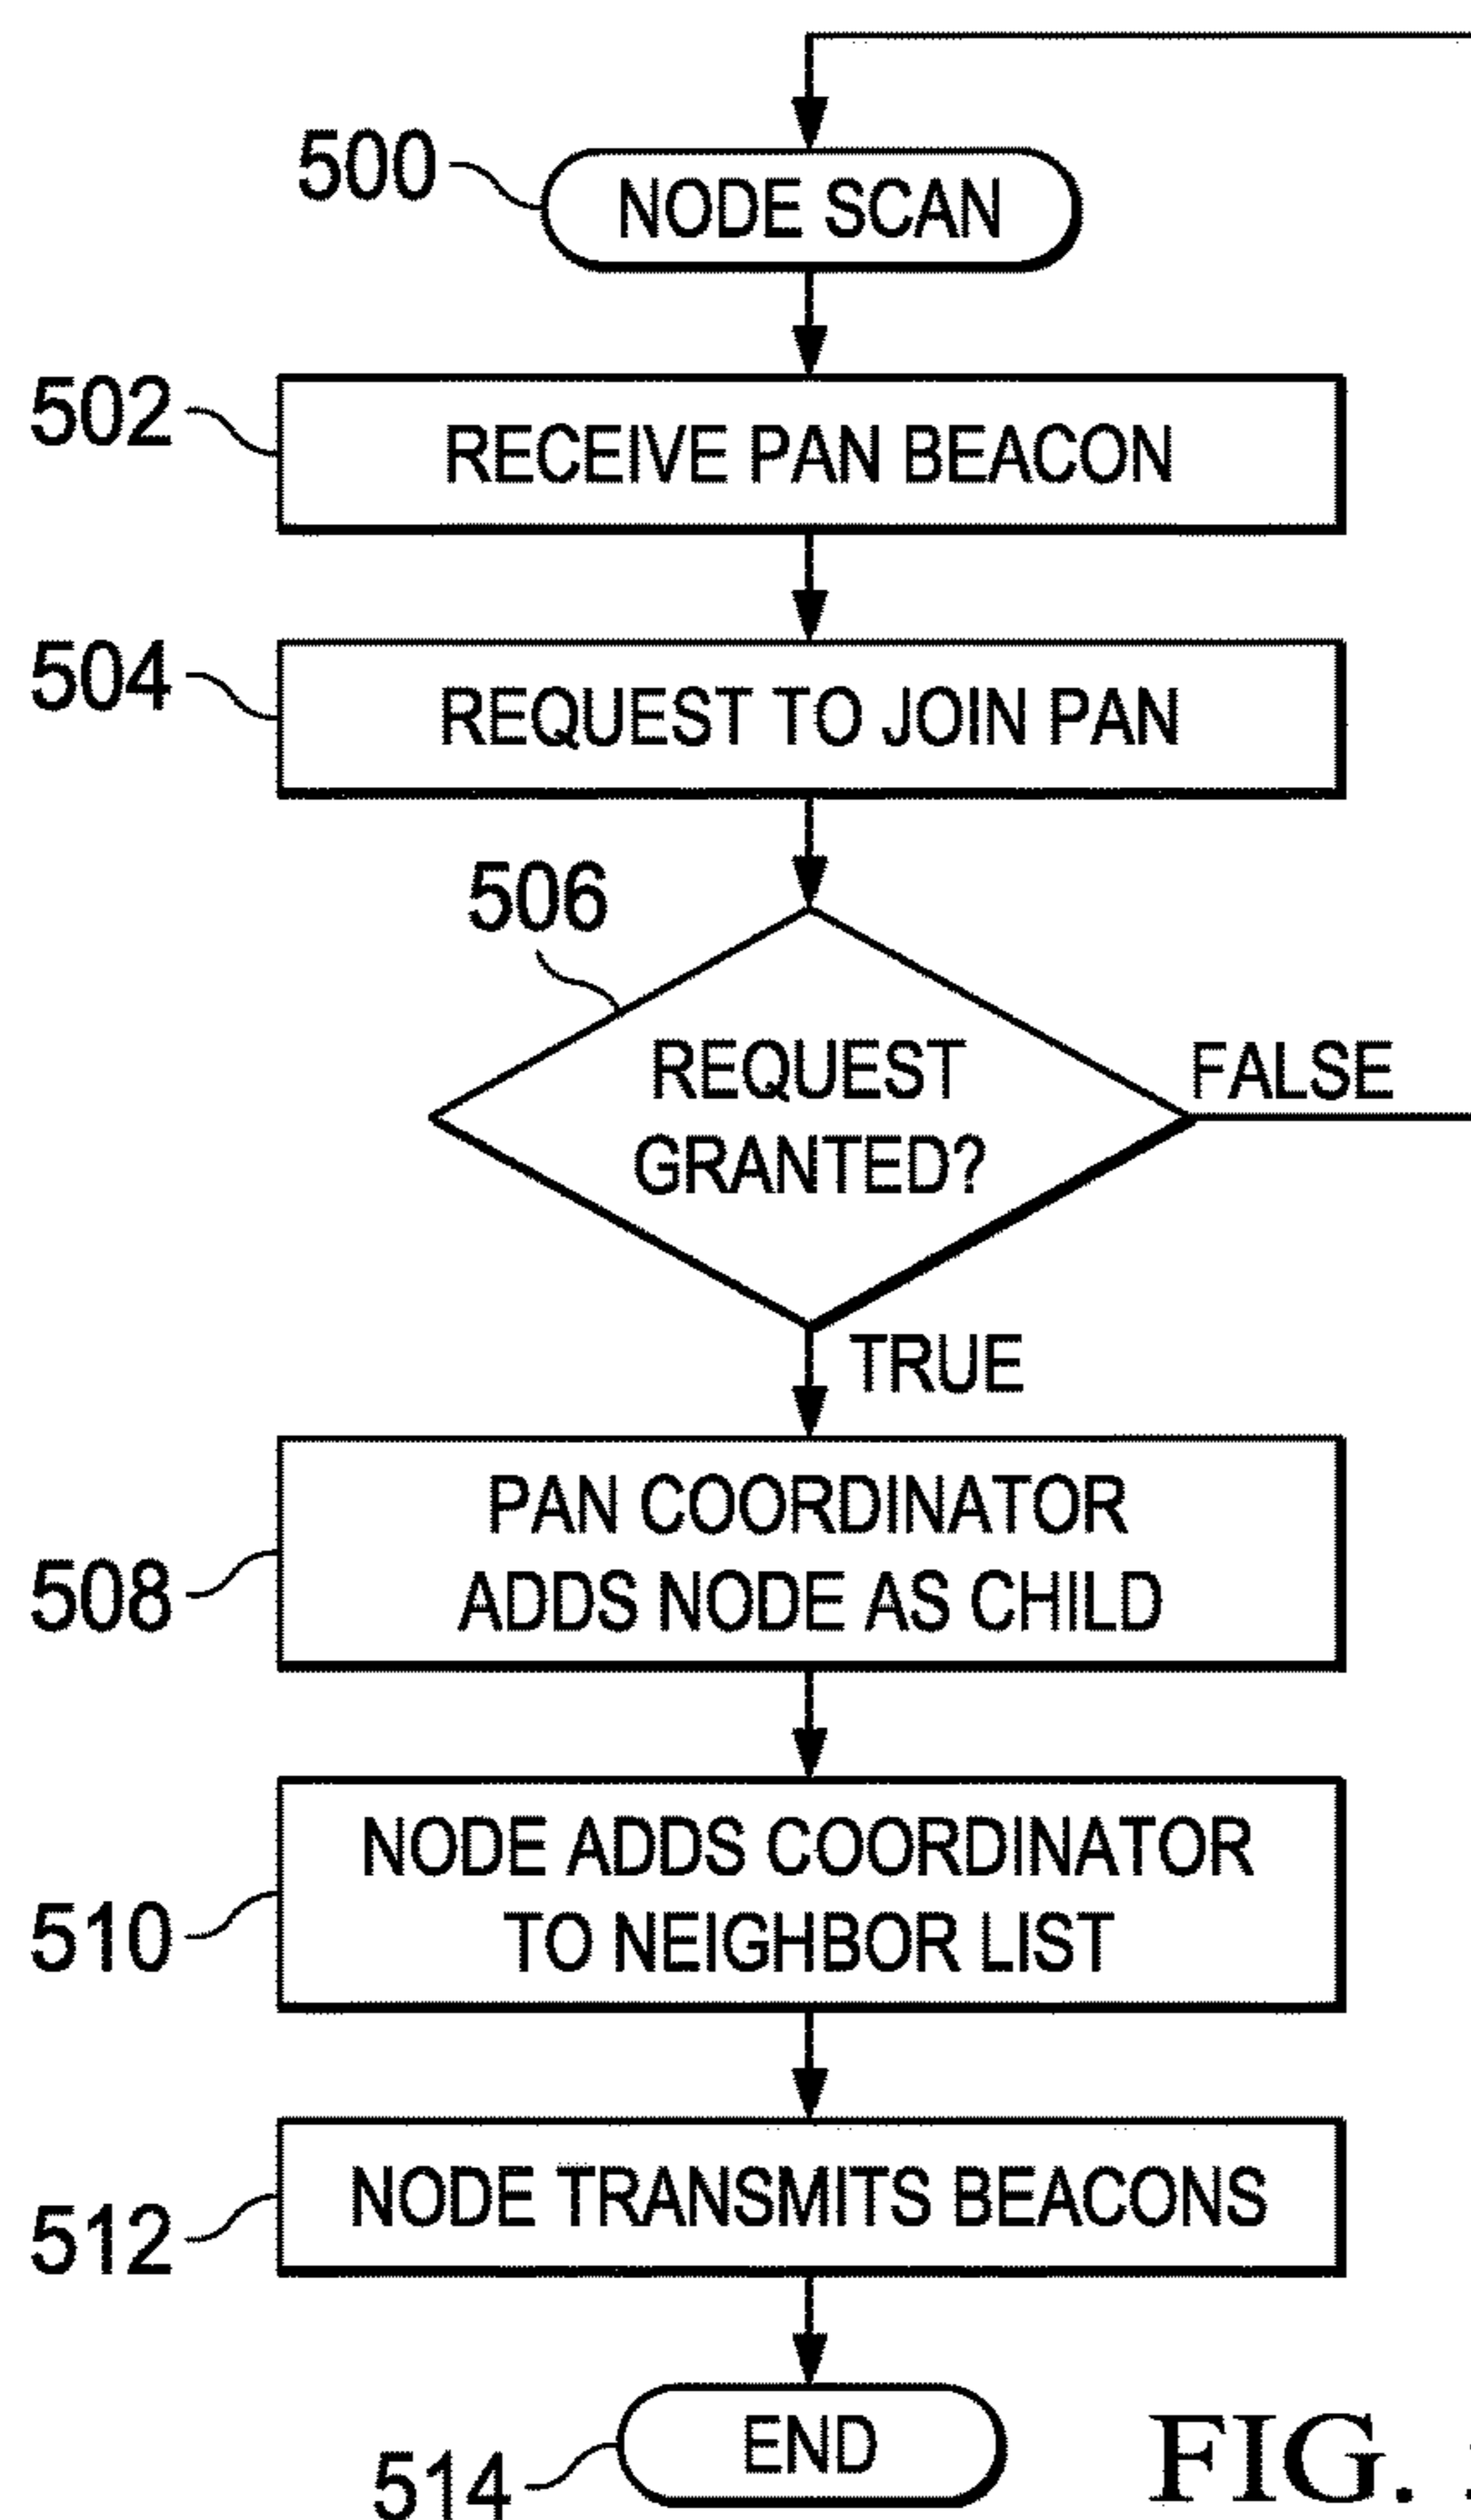 500
NODE SCAN
502
RECEIVE PAN BEACON
504
REQUEST TO JOIN PAN
506
REQUEST
GRANTED?
FALSE
TRUE
PAN COORDINATOR
ADDS NODE AS CHILD
508
NODE ADDS COORDINATOR
TO NEIGHBOR LIST
510
NODE TRANSMITS BEACONS
512
END
514
FIG.